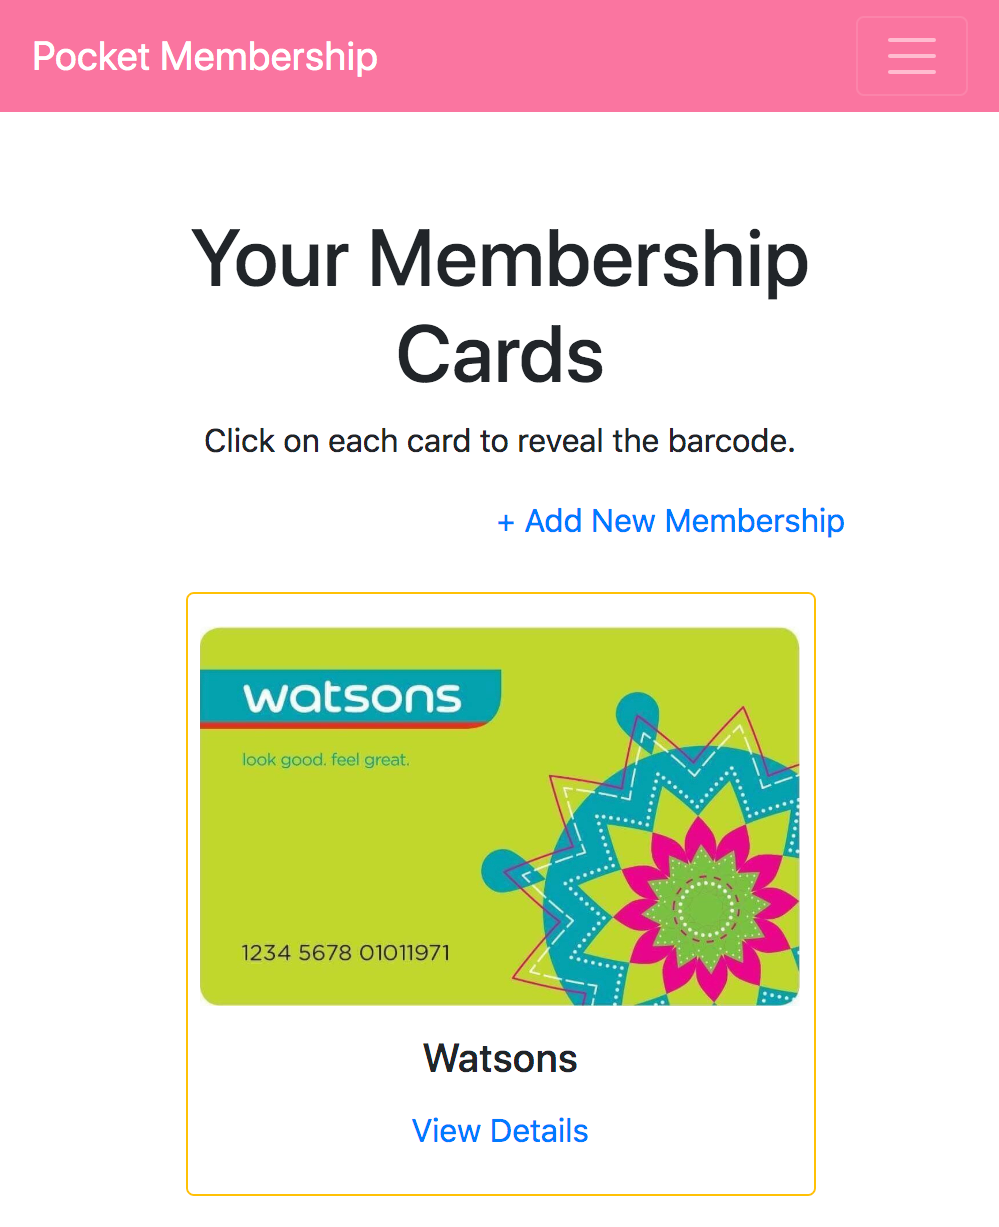 Pocket Membership
Your Membership
Cards
Click on each card to reveal the barcode.
+ Add New Membership
watsons
look good. feel great.
1234 5678 01011971
Watsons
View Details